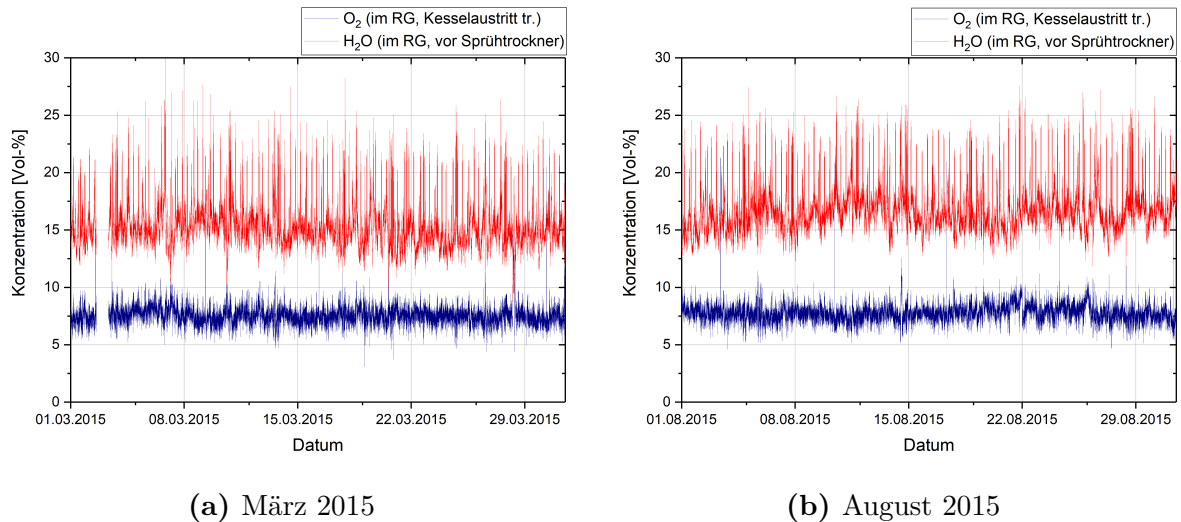 O₂ (im RG, Kesselaustritt tr.)
H₂O (im RG, vor Sprühtrockner)
30
25
20
15
10
5
0
Konzentration [Vol-%]
01.03.2015 08.03.2015 15.03.2015 22.03.2015 29.03.2015
Datum
(a) März 2015
O₂ (im RG, Kesselaustritt tr.)
H₂O (im RG, vor Sprühtrockner)
30
25
20
15
10
5
0
Konzentration [Vol-%]
01.08.2015 08.08.2015 15.08.2015 22.08.2015 29.08.2015
Datum
(b) August 2015